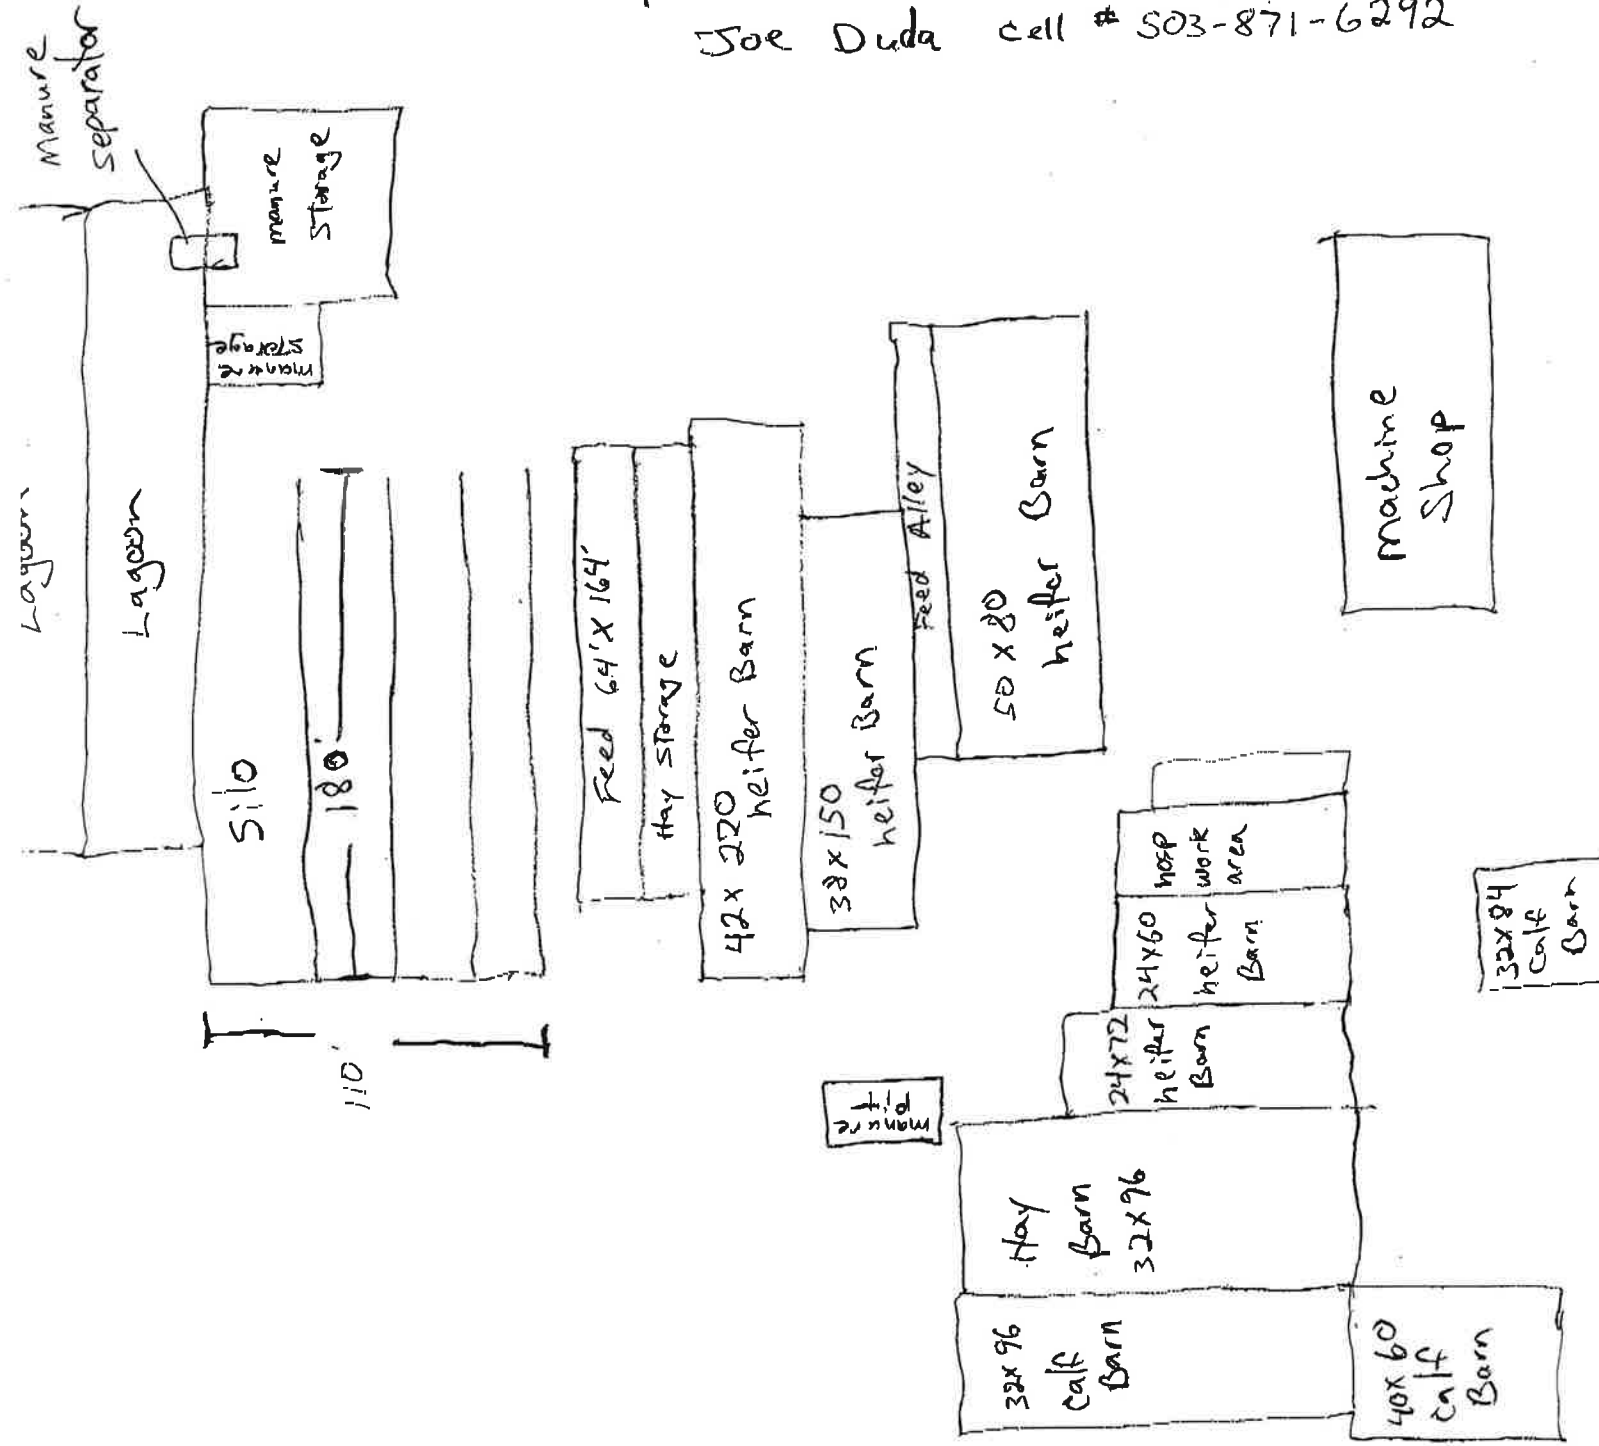 Joe Duda cell # 503-871-6292
manure
separator
manure
storage
manure
storage
Lagoon
Lagoon
Silo
180'
110'
Feed 64' X 164'
Hay Storage
42 x 220
heifer Barn
38 x 150
heifer Barn
Feed Alley
50 x 80
heifer Barn
machine
Shop
hosp
work
area
24x60
heifer
Barn
24x72
heifer
Barn
32x84
Calf
Barn
manure
pit
Hay
Barn
32x96
32x96
Calf
Barn
40x60
Calf
Barn